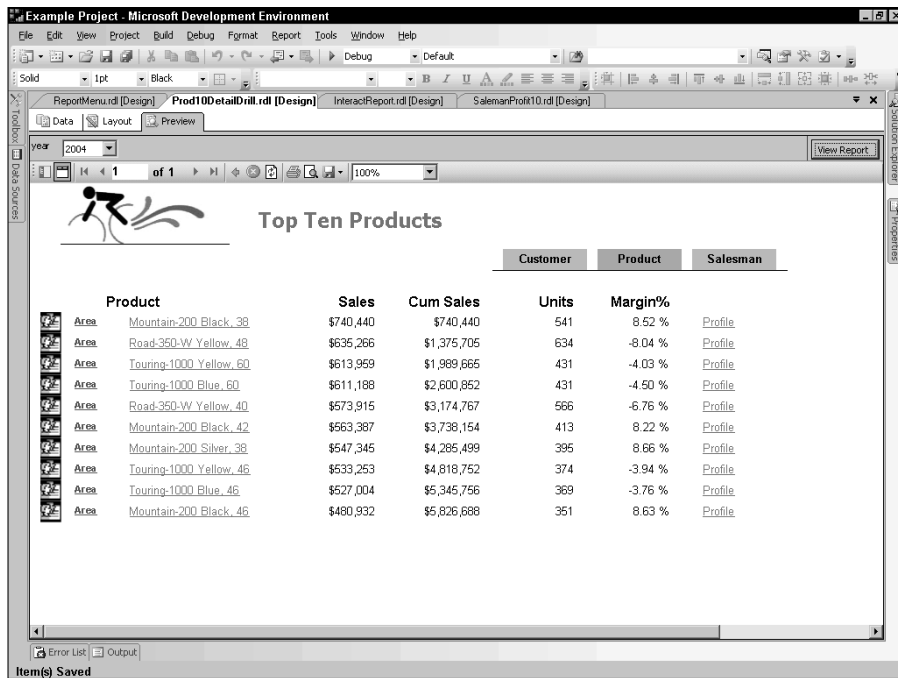 Example Project - Microsoft Development Environment
File Edit View Project Build Debug Format Report Tools Window Help
Debug Default
Solid 1pt Black B I U A
ReportMenu.rdl [Design] Prod10DetailDrill.rdl [Design] InteractReport.rdl [Design] SalemanProfit10.rdl [Design]
Toolbox
Data Sources
Solution Explorer
Properties
Data Layout Preview
year 2004 View Report
1 of 1 100%
Top Ten Products
Customer Product Salesman
Product Sales Cum Sales Units Margin%
Area Mountain-200 Black, 38 $740,440 $740,440 541 8.52 % Profile
Area Road-350-W Yellow, 48 $635,266 $1,375,705 634 -8.04 % Profile
Area Touring-1000 Yellow, 60 $613,959 $1,989,665 431 -4.03 % Profile
Area Touring-1000 Blue, 60 $611,188 $2,600,852 431 -4.50 % Profile
Area Road-350-W Yellow, 40 $573,915 $3,174,767 566 -6.76 % Profile
Area Mountain-200 Black, 42 $563,387 $3,738,154 413 8.22 % Profile
Area Mountain-200 Silver, 38 $547,345 $4,285,499 395 8.66 % Profile
Area Touring-1000 Yellow, 46 $533,253 $4,818,752 374 -3.94 % Profile
Area Touring-1000 Blue, 46 $527,004 $5,345,756 369 -3.76 % Profile
Area Mountain-200 Black, 46 $480,932 $5,826,688 351 8.63 % Profile
Error List Output
Item(s) Saved